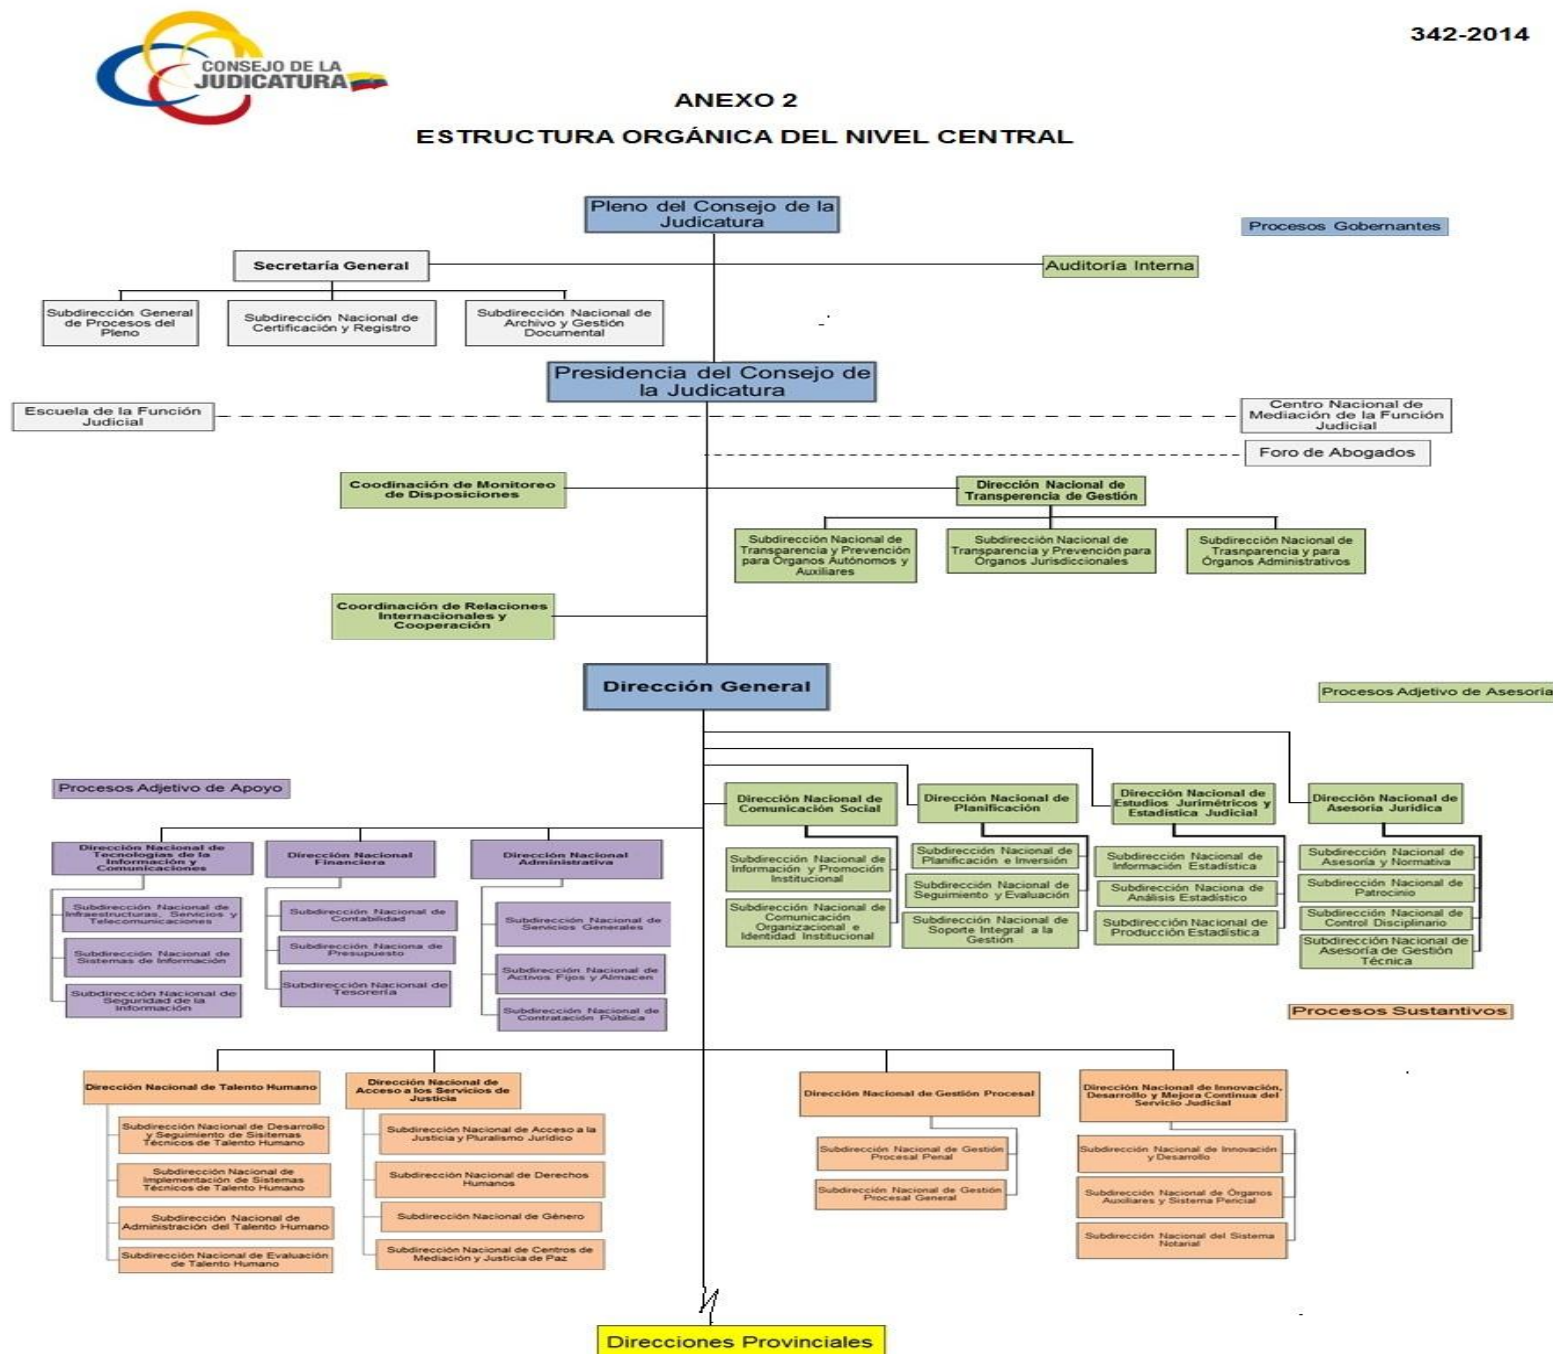 342-2014
CONSEJO DE LA
JUDICATURA
ANEXO 2
ESTRUCTURA ORGÁNICA DEL NIVEL CENTRAL
Pleno del Consejo de la
Judicatura
Procesos Gobernantes
Secretaría General
Auditoría Interna
Subdirección General
de Procesos del
Pleno
Subdirección Nacional de
Certificación y Registro
Subdirección Nacional de
Archivo y Gestión
Documental
Presidencia del Consejo de
la Judicatura
Escuela de la Función
Judicial
Centro Nacional de
Mediación de la Función
Judicial
Foro de Abogados
Coodinación de Monitoreo
de Disposiciones
Dirección Nacional de
Transperencia de Gestión
Subdirección Nacional de
Transparencia y Prevención
para Órganos Autónomos y
Auxiliares
Subdirección Nacional de
Transparencia y Prevención para
Órganos Jurisdiccionales
Subdirección Nacional de
Trasnparencia y para
Órganos Administrativos
Coordinación de Relaciones
Internacionales y
Cooperación
Dirección General
Procesos Adjetivo de Asesoría
Procesos Adjetivo de Apoyo
Dirección Nacional de
Comunicación Social
Dirección Nacional de
Planificación
Dirección Nacional de
Estudios Jurimétricos y
Estadística Judicial
Dirección Nacional de
Asesoría Jurídica
Subdirección Nacional de
Información y Promoción
Institucional
Subdirección Nacional de
Comunicación
Organizacional e
Identidad Institucional
Subdirección Nacional de
Planificación e Inversión
Subdirección Nacional de
Seguimiento y Evaluación
Subdirección Nacional de
Soporte Integral a la
Gestión
Subdirección Nacional de
Información Estadística
Subdirección Naciona de
Análisis Estadístico
Subdirección Nacional de
Producción Estadística
Subdirección Nacional de
Asesoría y Normativa
Subdirección Nacional de
Patrocinio
Subdirección Nacional de
Control Disciplinario
Subdirección Nacional de
Asesoría de Gestión
Técnica
Dirección Nacional de
Tecnologías de la
Información y
Comunicaciones
Dirección Nacional
Financiera
Dirección Nacional
Administrativa
Subdirección Nacional de
Infraestructuras, Servicios y
Telecomunicaciones
Subdirección Nacional de
Sistemas de Información
Subdirección Nacional de
Seguridad de la
Información
Subdirección Nacional de
Contabilidad
Subdirección Naciona de
Presupuesto
Subdirección Nacional de
Tesorería
Subdirección Nacional de
Servicios Generales
Subdirección Nacional de
Activos Fijos y Almacen
Subdirección Nacional de
Contratación Pública
Procesos Sustantivos
Dirección Nacional de Talento Humano
Dirección Nacional de
Acceso a los Servicios de
Justicia
Dirección Nacional de Gestión Procesal
Dirección Nacional de Innovación,
Desarrollo y Mejora Continua del
Servicio Judicial
Subdirección Nacional de Desarrollo
y Seguimiento de Sisitemas
Técnicos de Talento Humano
Subdirección Nacional de
Implementación de Sistemas
Técnicos de Talento Humano
Subdirección Nacional de
Administración del Talento Humano
Subdirección Nacional de Evaluación
de Talento Humano
Subdirección Nacional de Acceso a la
Justicia y Pluralismo Jurídico
Subdirección Nacional de Derechos
Humanos
Subdirección Nacional de Género
Subdirección Nacional de Centros de
Mediación y Justicia de Paz
Subdirección Nacional de Gestión
Procesal Penal
Subdirección Nacional de Gestión
Procesal General
Subdirección Nacional de Innovación
y Desarrollo
Subdirección Nacional de Órganos
Auxiliares y Sistema Pericial
Subdirección Nacional del Sistema
Notarial
Direcciones Provinciales